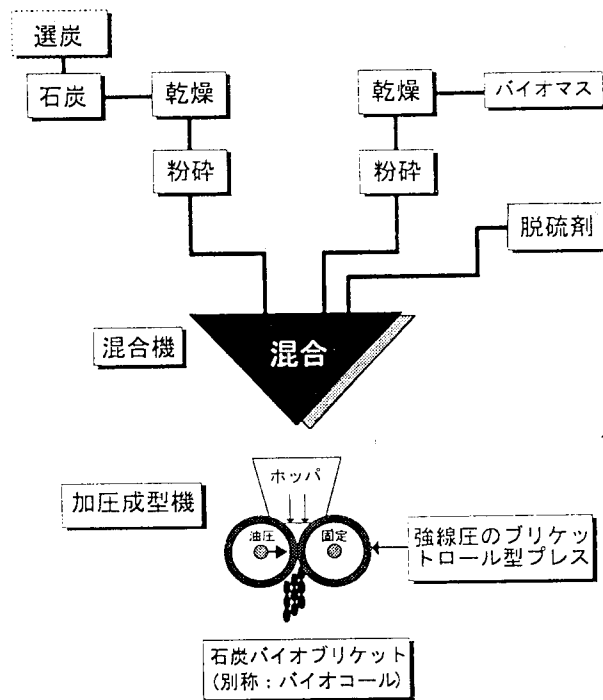 選炭
石炭
乾燥
乾燥
バイオマス
粉砕
粉砕
脱硫剤
混合機
混合
ホッパ
加圧成型機
油圧
固定
強線圧のブリケッ
トロール型プレス
石炭バイオブリケット
(別称：バイオコール)